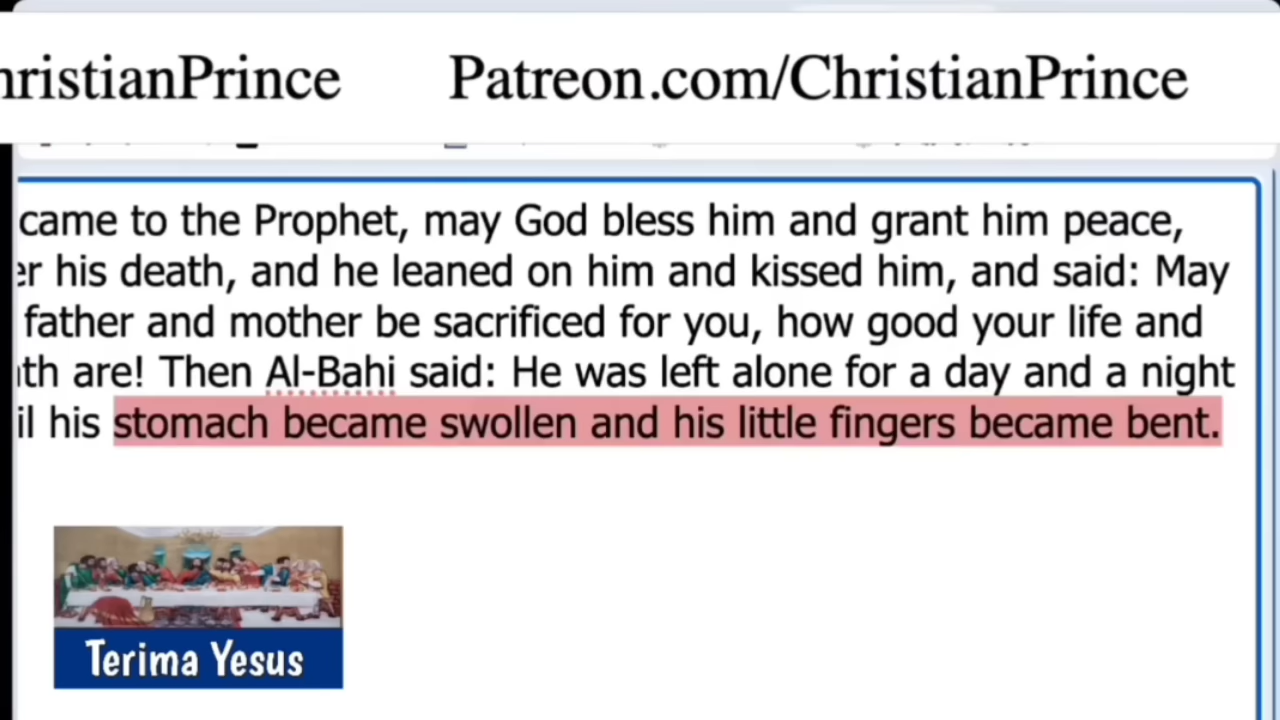 Patreon.com/ChristianPrince
came to the Prophet, may God bless him and grant him peace,
his death, and he leaned on him and kissed him, and said: May
father and mother be sacrificed for you, how good your life and
are! Then Al-Bahi said: He was left alone for a day and a night
his stomach became swollen and his little fingers became bent.
Terima Yesus